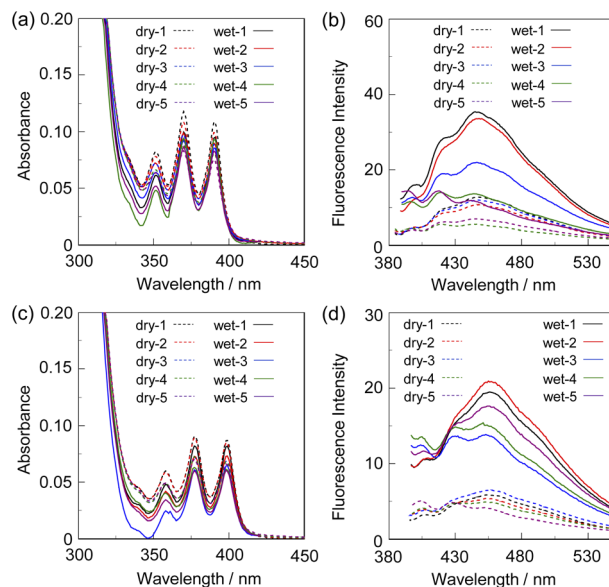 (a)
0.20
0.15
0.10
0.05
0
Absorbance
dry-1 wet-1
dry-2 wet-2
dry-3 wet-3
dry-4 wet-4
dry-5 wet-5
300 350 400 450
Wavelength / nm
(b)
60
40
30
20
10
0
Fluorescence Intensity
dry-1 wet-1
dry-2 wet-2
dry-3 wet-3
dry-4 wet-4
dry-5 wet-5
380 430 480 530
Wavelength / nm
(c)
0.20
0.15
0.10
0.05
0
Absorbance
dry-1 wet-1
dry-2 wet-2
dry-3 wet-3
dry-4 wet-4
dry-5 wet-5
300 350 400 450
Wavelength / nm
(d)
30
25
20
15
10
5
0
Fluorescence Intensity
dry-1 wet-1
dry-2 wet-2
dry-3 wet-3
dry-4 wet-4
dry-5 wet-5
380 430 480 530
Wavelength / nm